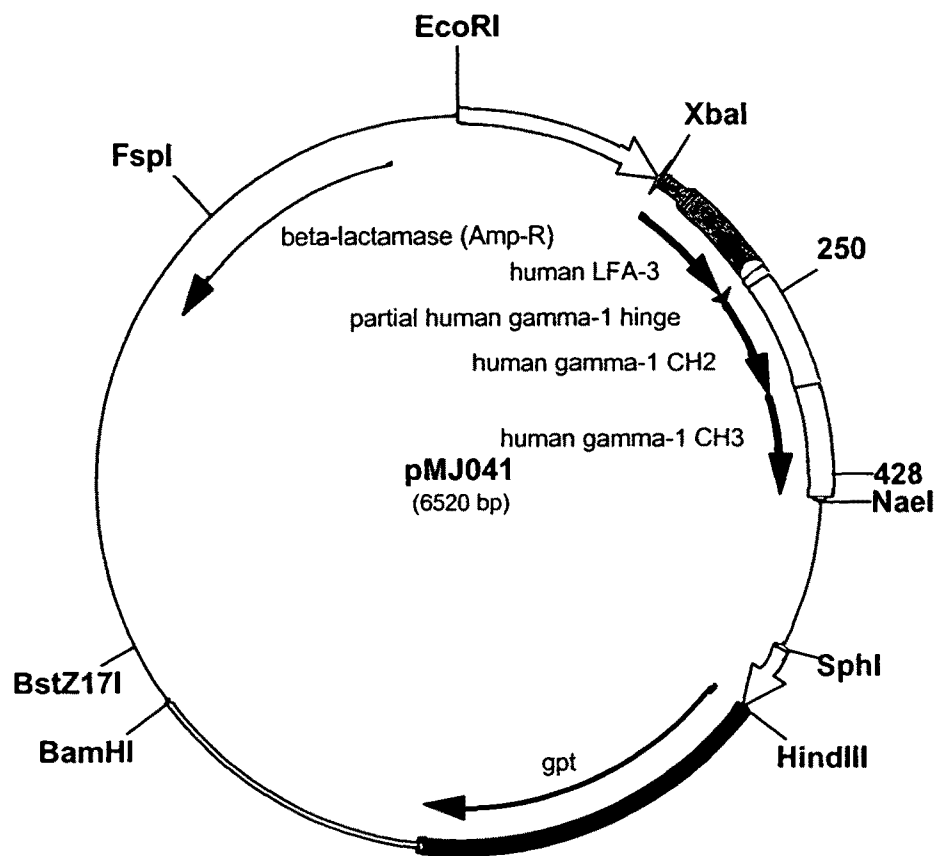 EcoRI
XbaI
FspI
250
beta-lactamase (Amp-R)
human LFA-3
partial human gamma-1 hinge
human gamma-1 CH2
human gamma-1 CH3
pMJ041
(6520 bp)
428
NaeI
SphI
BstZ17I
BamHI
HindIII
gpt